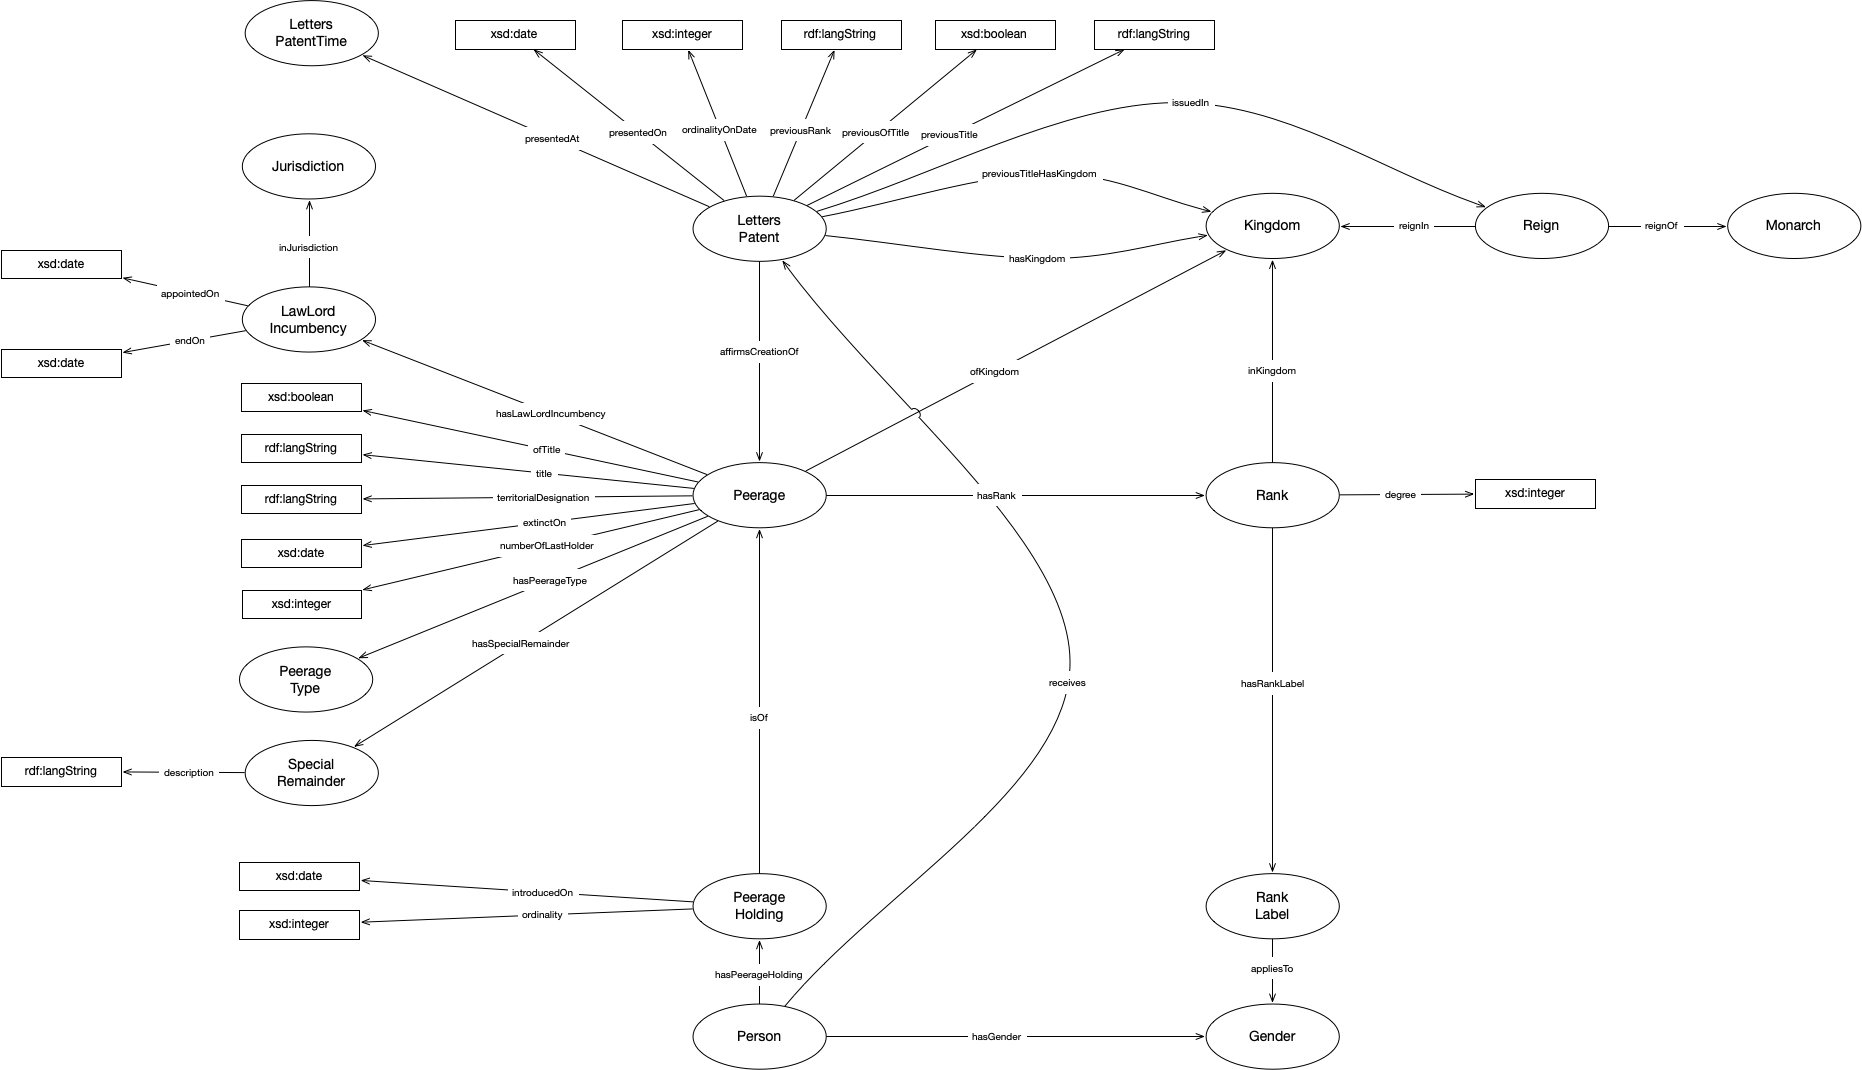 Letters
PatentTime
xsd:date
xsd:integer
rdf:langString
xsd:boolean
rdf:langString
issuedIn
presentedAt
presentedOn
ordinalityOnDate
previousRank
previousOfTitle
previousTitle
Jurisdiction
previousTitleHasKingdom
Letters
Patent
Kingdom
reignIn
Reign
reignOf
Monarch
inJurisdiction
hasKingdom
xsd:date
appointedOn
LawLord
Incumbency
endOn
xsd:date
affirmsCreationOf
ofKingdom
inKingdom
xsd:boolean
hasLawLordIncumbency
rdf:langString
ofTitle
title
rdf:langString
territorialDesignation
Peerage
hasRank
Rank
degree
xsd:integer
extinctOn
xsd:date
numberOfLastHolder
hasPeerageType
xsd:integer
hasSpecialRemainder
Peerage
Type
receives
hasRankLabel
isOf
rdf:langString
description
Special
Remainder
xsd:date
introducedOn
ordinality
xsd:integer
Peerage
Holding
Rank
Label
hasPeerageHolding
appliesTo
Person
hasGender
Gender